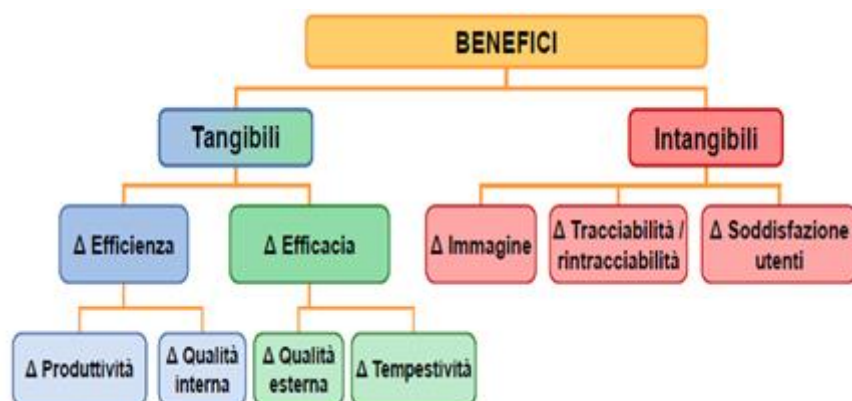 BENEFICI
Tangibili
Intangibili
Δ Efficienza
Δ Efficacia
Δ Immagine
Δ Tracciabilità /
rintracciabilità
Δ Soddisfazione
utenti
Δ Produttività
Δ Qualità
interna
Δ Qualità
esterna
Δ Tempestività